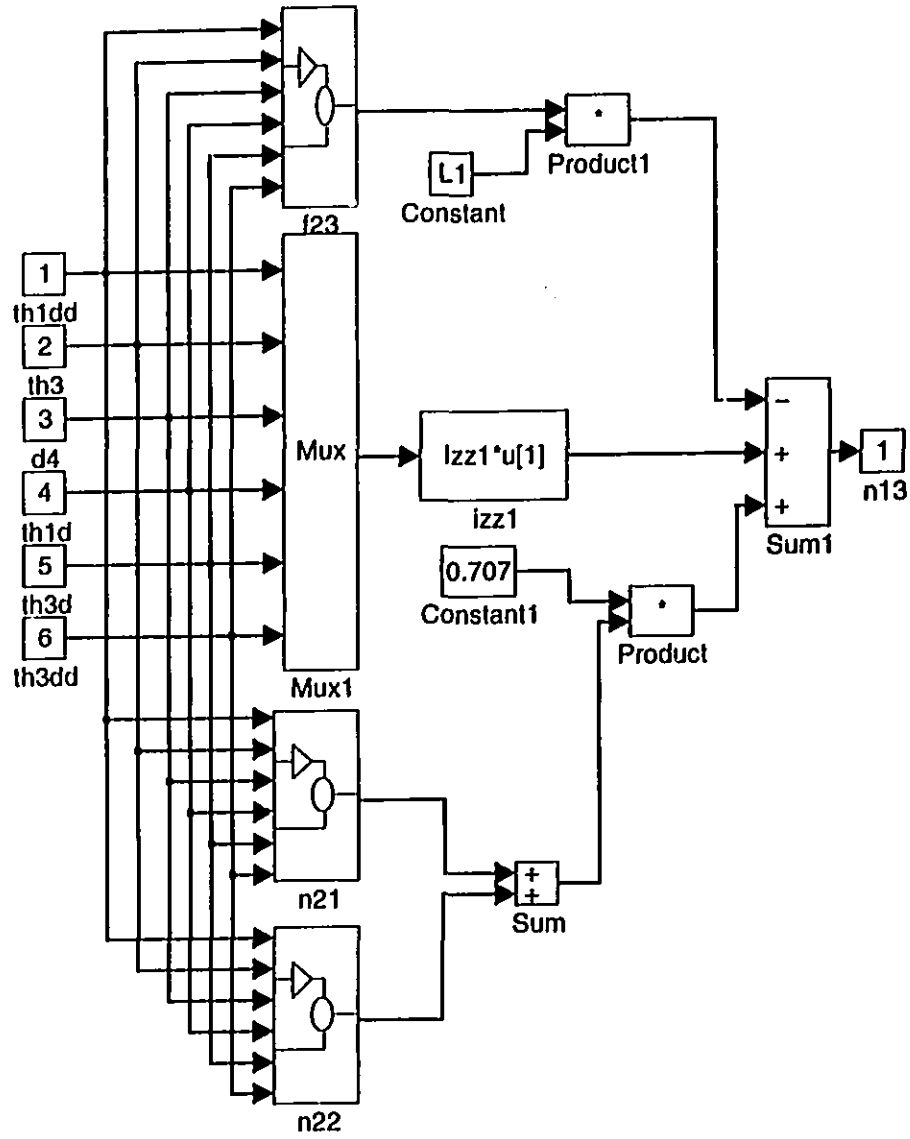 *
Product1
L1
Constant
f23
1
th1dd
2
th3
3
d4
4
th1d
5
th3d
6
th3dd
Mux
Mux1
Izz1*u[1]
izz1
0.707
Constant1
*
Product
−
+
+
Sum1
1
n13
n21
+
+
Sum
n22